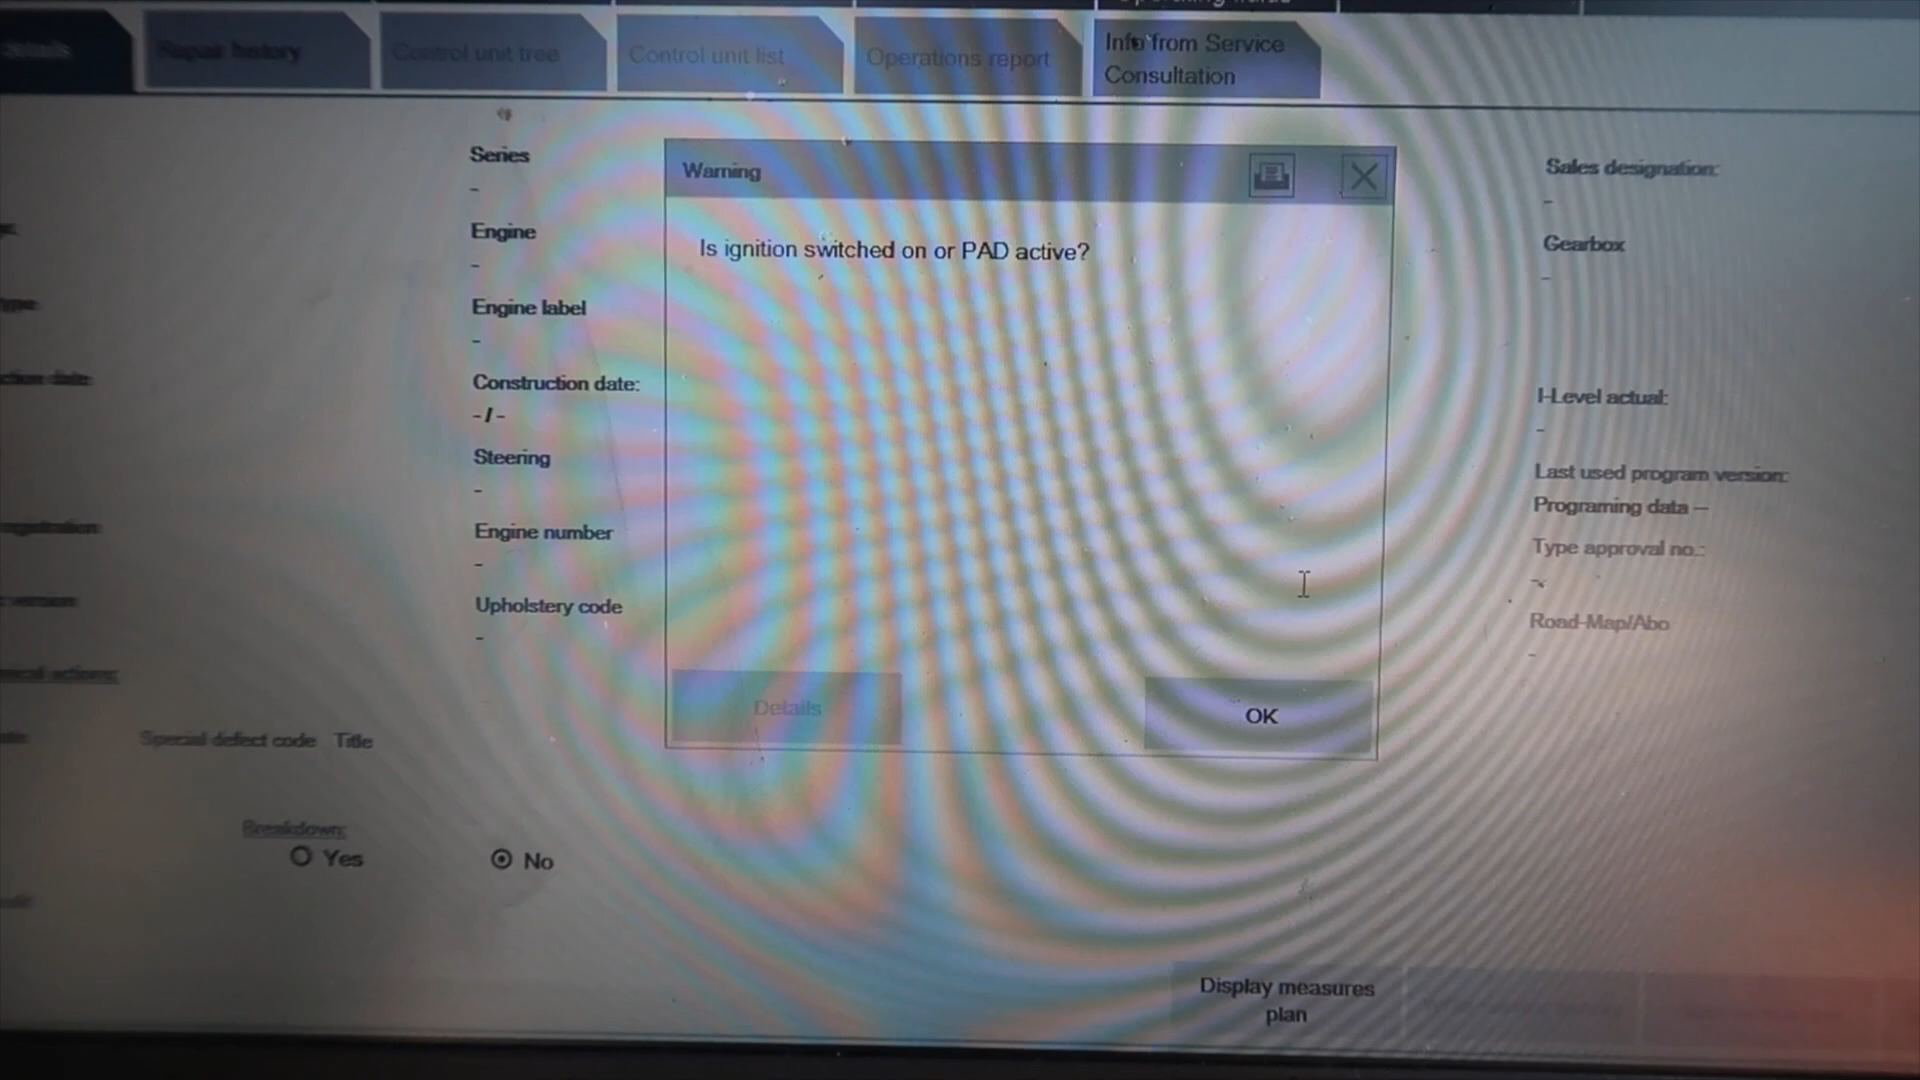 Repair history
Control unit tree
Control unit list
Operations report
Info from Service
Consultation
Series
-
Engine
-
Engine label
-
Construction date:
-/-
Steering
-
Engine number
-
Upholstery code
-
Warning
Is ignition switched on or PAD active?
Details
OK
Sales designation:
-
Gearbox
-
I-Level actual:
-
Last used program version:
Programing data --
Type approval no.:
-
Road-Map/Abo
-
Special defect code Title
Breakdown:
Yes
No
Display measures
plan